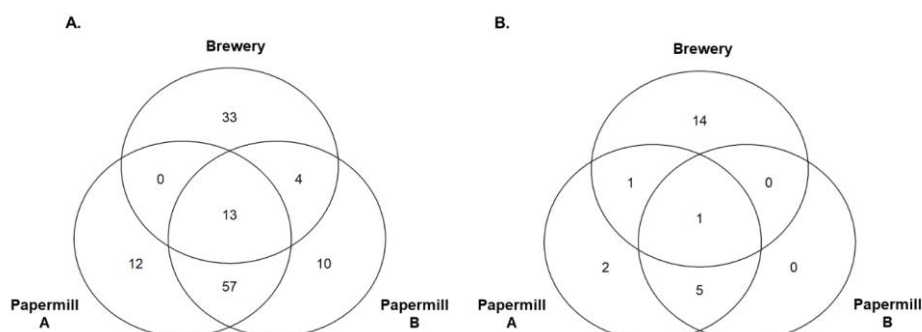 A. B.
Brewery Brewery
33 14
0 4 1 0
13 1
12 10 2 0
57 5
Papermill Papermill Papermill Papermill
A B A B